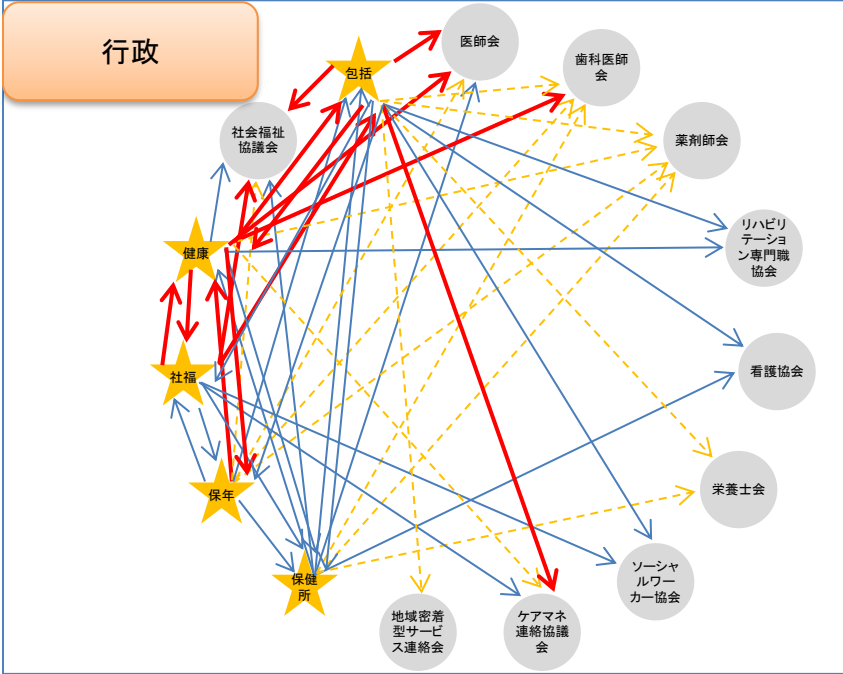 行政
包括
医師会
歯科医師
会
社会福祉
協議会
薬剤師会
リハビリ
テーショ
ン専門職
協会
健康
社福
看護協会
保年
栄養士会
保健
所
ソーシャ
ルワー
カー協会
地域密着
型サービ
ス連絡会
ケアマネ
連絡協議
会